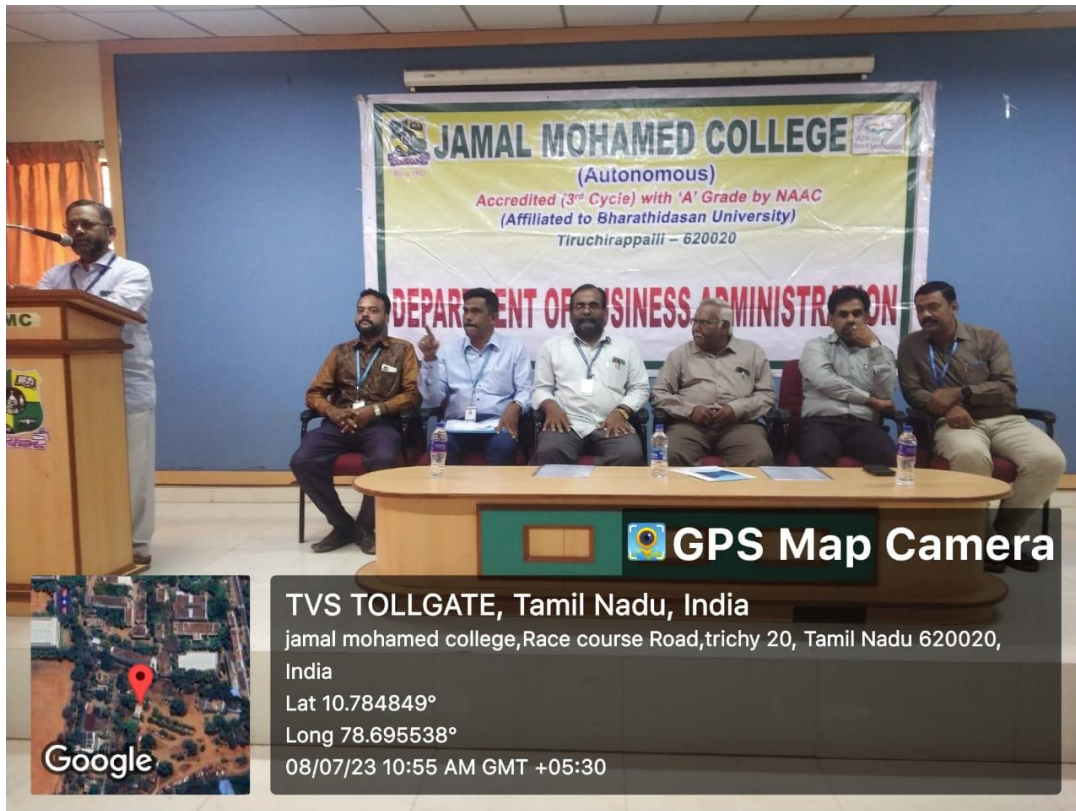 JAMAL MOHAMED COLLEGE
(Autonomous)
Accredited (3rd Cycle) with 'A' Grade by NAAC
(Affiliated to Bharathidasan University)
Tiruchirappalli – 620020
DEPARTMENT OF BUSINESS ADMINISTRATION
MC
GPS Map Camera
TVS TOLLGATE, Tamil Nadu, India
jamal mohamed college,Race course Road,trichy 20, Tamil Nadu 620020,
India
Lat 10.784849°
Long 78.695538°
08/07/23 10:55 AM GMT +05:30
Google